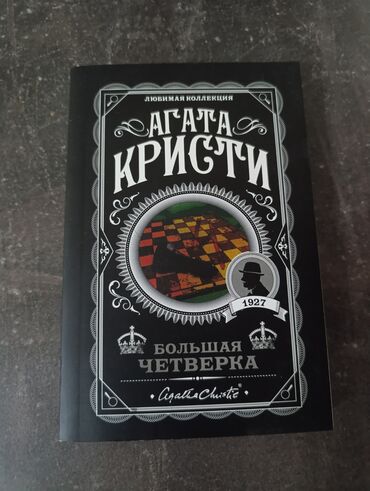 ЛЮБИМАЯ КОЛЛЕКЦИЯ
АГАТА
КРИСТИ
1927
БОЛЬШАЯ
ЧЕТВЕРКА
Agatha Christie®